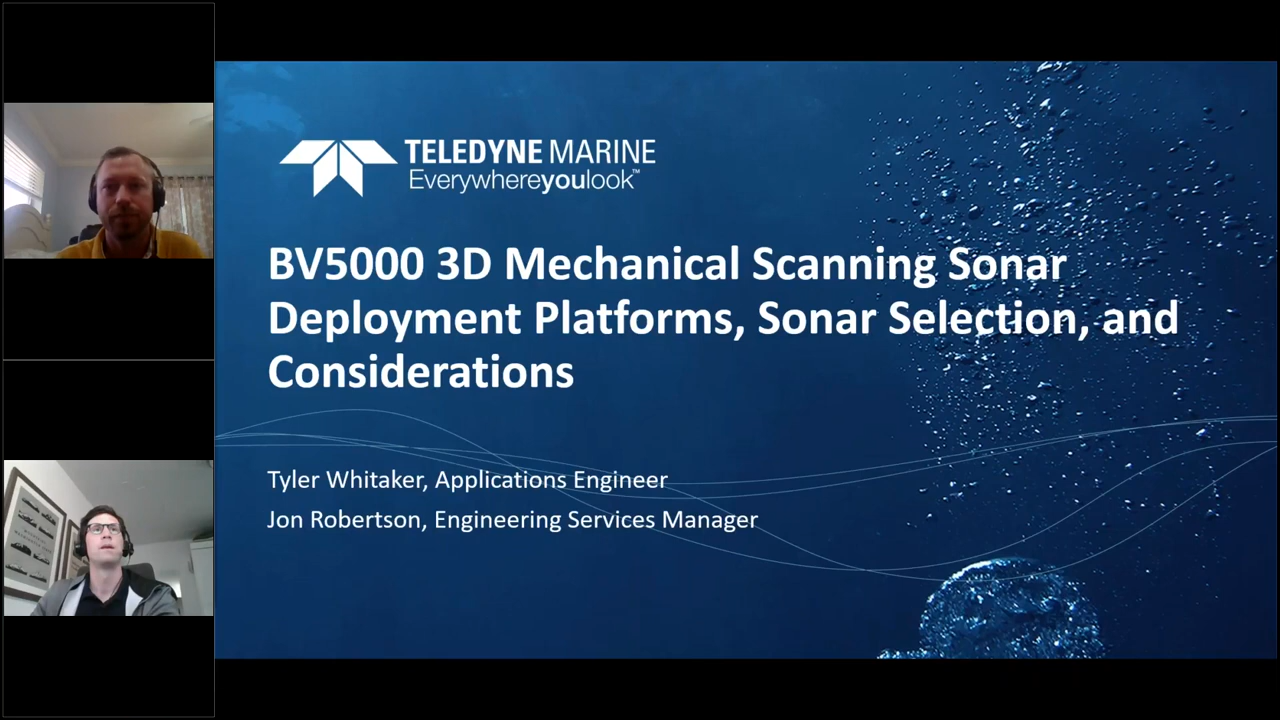 TELEDYNE MARINE
Everywhereyoulook™
BV5000 3D Mechanical Scanning Sonar
Deployment Platforms, Sonar Selection, and
Considerations
Tyler Whitaker, Applications Engineer
Jon Robertson, Engineering Services Manager